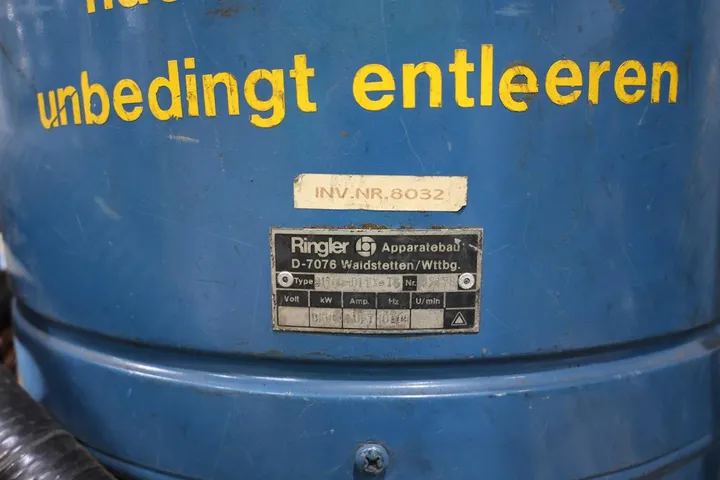 unbedingt entleeren
INV.NR.8032
Ringler Apparatebau
D-7076 Waldstetten/Wttbg.
Type Nr.
Volt kW Amp. Hz U/min